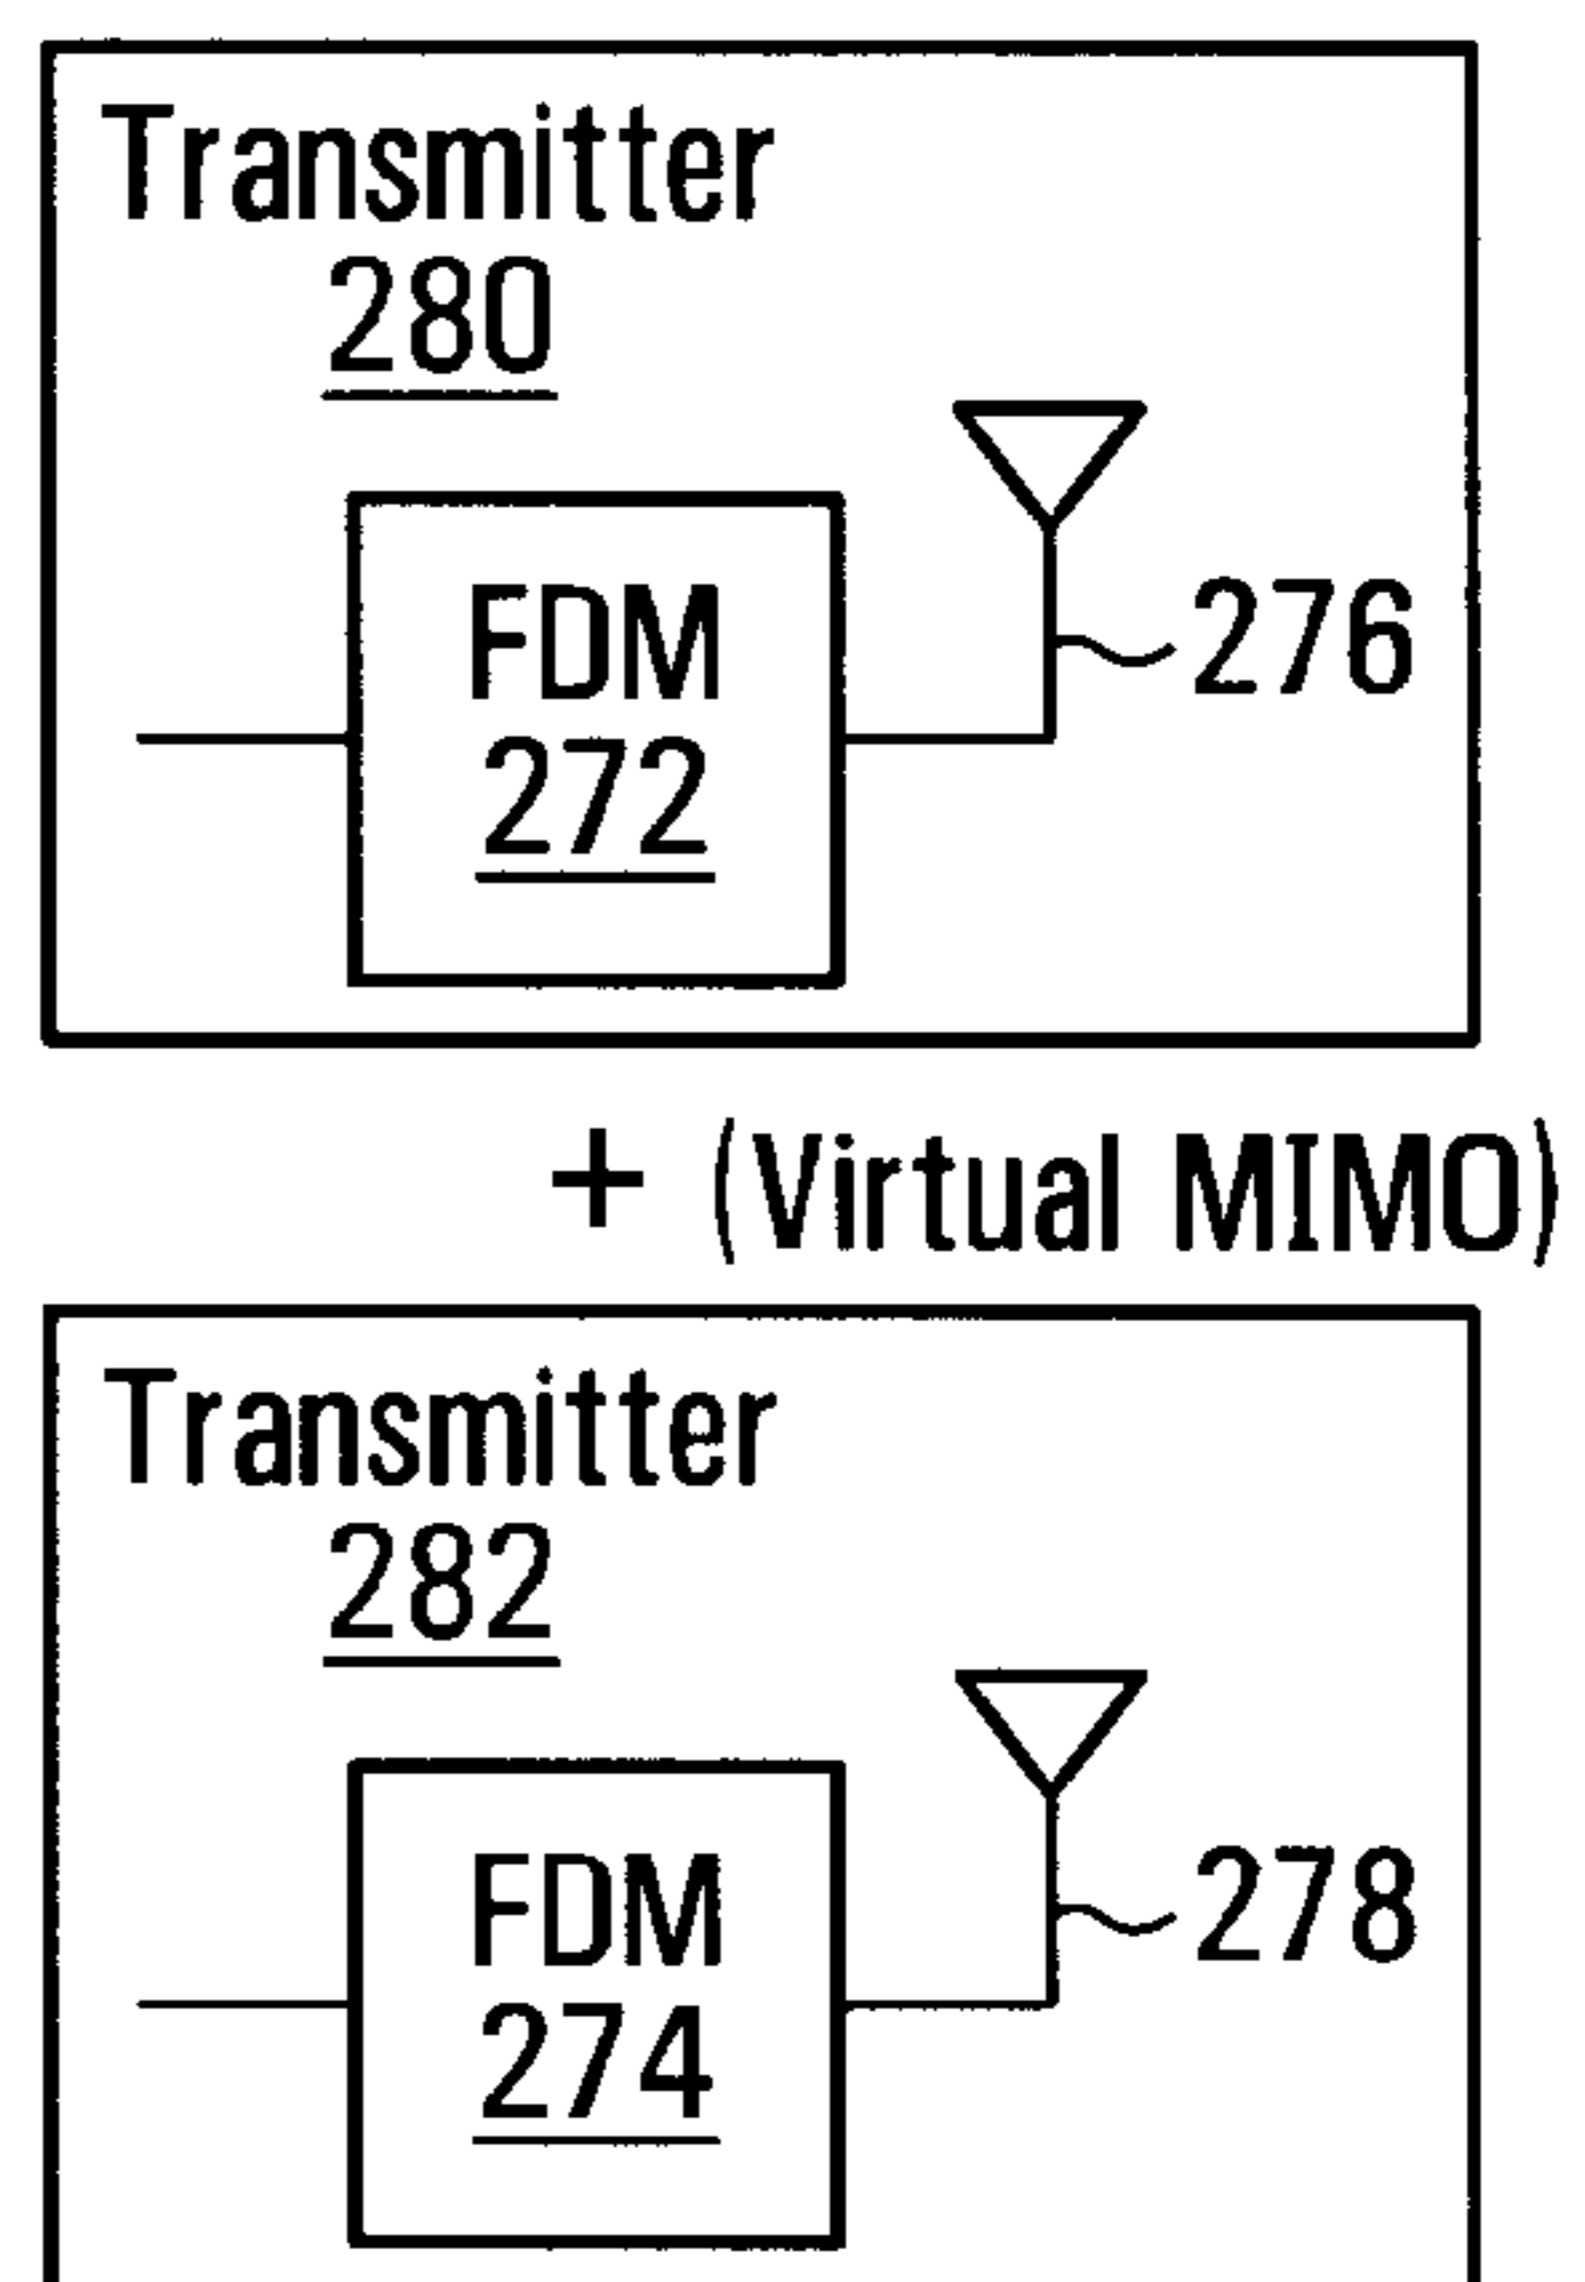 Transmitter
280
FDM
272
276
+ (Virtual MIMO)
Transmitter
282
FDM
274
278